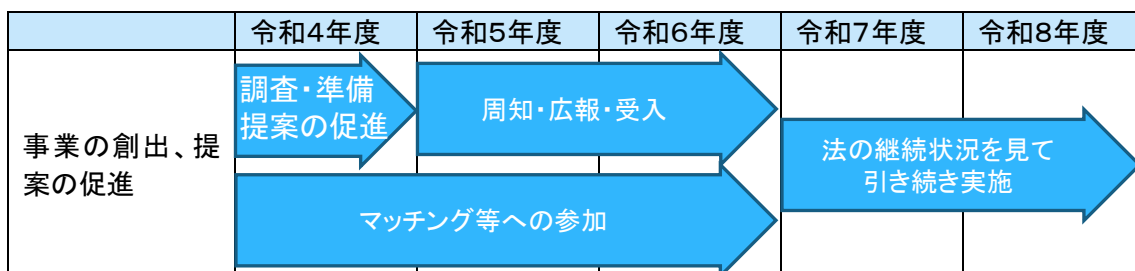 令和4年度 令和5年度 令和6年度 令和7年度 令和8年度
事業の創出、提
案の促進
調査・準備
提案の促進
周知・広報・受入
マッチング等への参加
法の継続状況を見て
引き続き実施